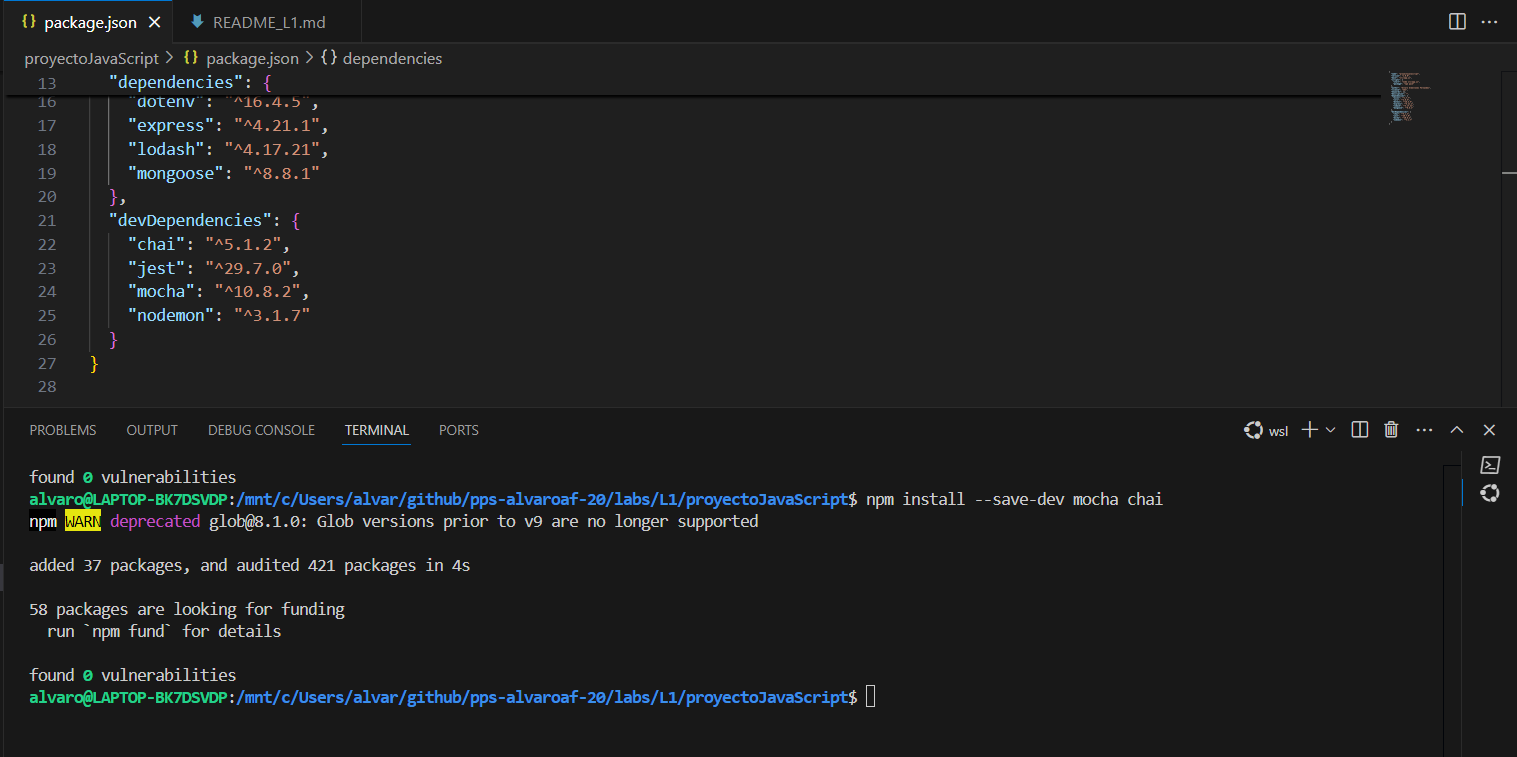 {} package.json × README_L1.md ...
proyectoJavaScript > {} package.json > {} dependencies
13 "dependencies": {
16 "dotenv": "^16.4.5",
17 "express": "^4.21.1",
18 "lodash": "^4.17.21",
19 "mongoose": "^8.8.1"
20 },
21 "devDependencies": {
22 "chai": "^5.1.2",
23 "jest": "^29.7.0",
24 "mocha": "^10.8.2",
25 "nodemon": "^3.1.7"
26 }
27 }
28
PROBLEMS OUTPUT DEBUG CONSOLE TERMINAL PORTS wsl
found 0 vulnerabilities
alvaro@LAPTOP-BK7DSVDP:/mnt/c/Users/alvar/github/pps-alvaroaf-20/labs/L1/proyectoJavaScript$ npm install --save-dev mocha chai
npm WARN deprecated glob@8.1.0: Glob versions prior to v9 are no longer supported
added 37 packages, and audited 421 packages in 4s
58 packages are looking for funding
run `npm fund` for details
found 0 vulnerabilities
alvaro@LAPTOP-BK7DSVDP:/mnt/c/Users/alvar/github/pps-alvaroaf-20/labs/L1/proyectoJavaScript$